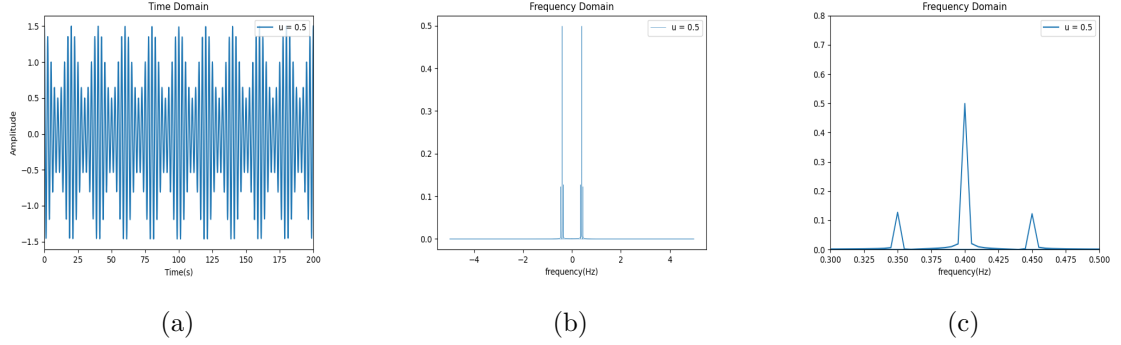 Time Domain
u = 0.5
1.5
1.0
0.5
0.0
−0.5
−1.0
−1.5
Amplitude
0 25 50 75 100 125 150 175 200
Time(s)
(a)
Frequency Domain
u = 0.5
0.5
0.4
0.3
0.2
0.1
0.0
−4 −2 0 2 4
frequency(Hz)
(b)
Frequency Domain
u = 0.5
0.8
0.7
0.6
0.5
0.4
0.3
0.2
0.1
0.0
0.300 0.325 0.350 0.375 0.400 0.425 0.450 0.475 0.500
frequency(Hz)
(c)